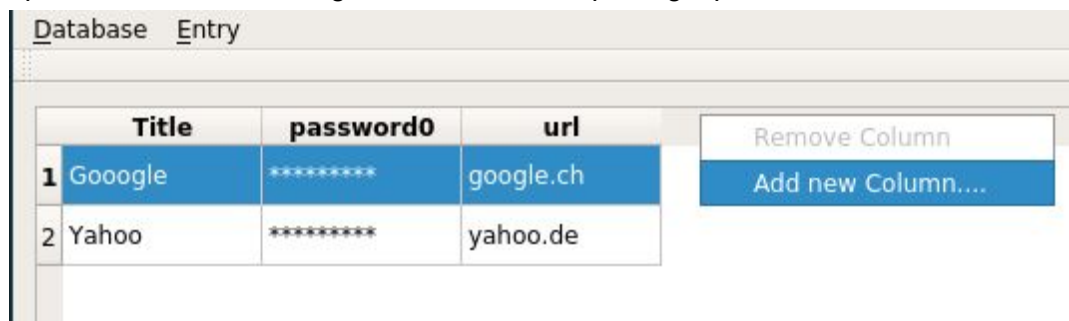 Database Entry
Title password0 url
Remove Column
1 Gooogle ********* google.ch
Add new Column....
2 Yahoo ********* yahoo.de